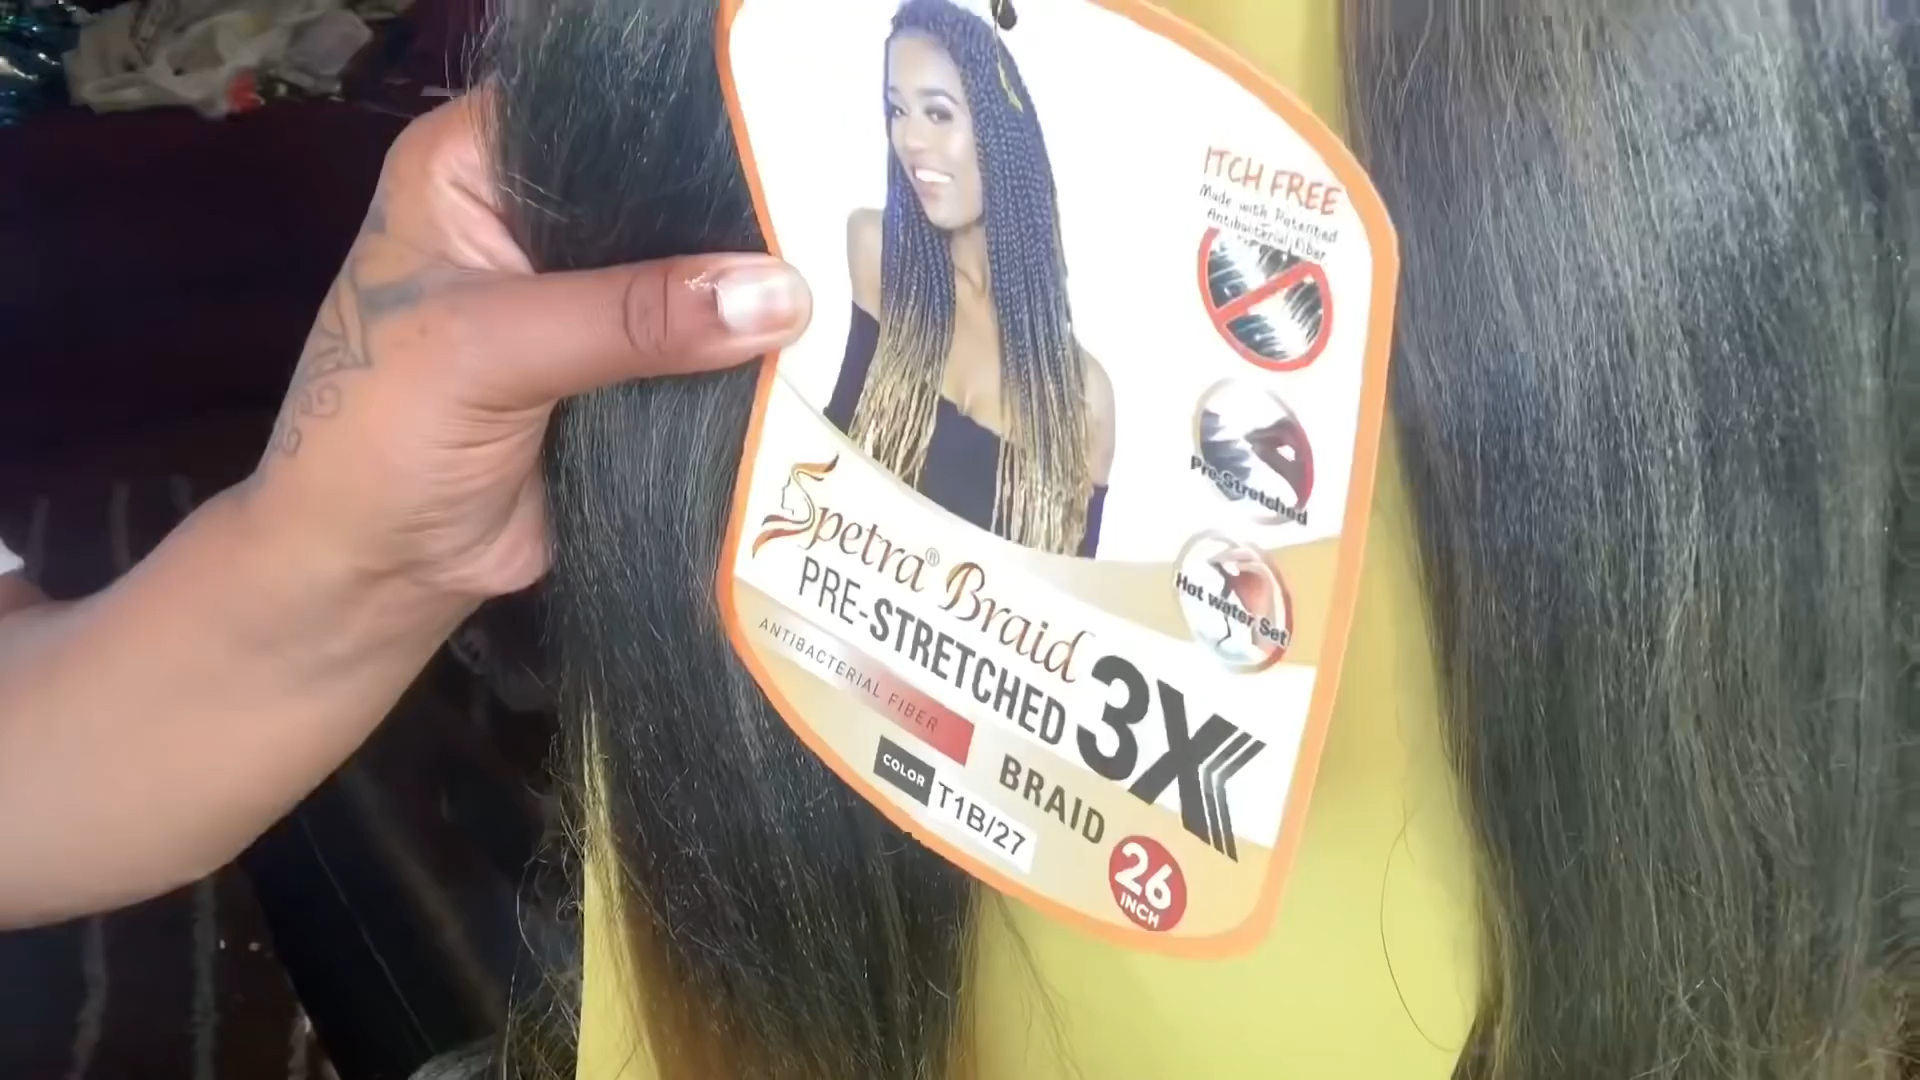 ITCH FREE
Made with Patented
Antibacterial Fiber
Pre-Stretched
Hot water Set
Spetra® Braid
PRE-STRETCHED 3X
ANTIBACTERIAL FIBER
BRAID
COLOR T1B/27
26
INCH